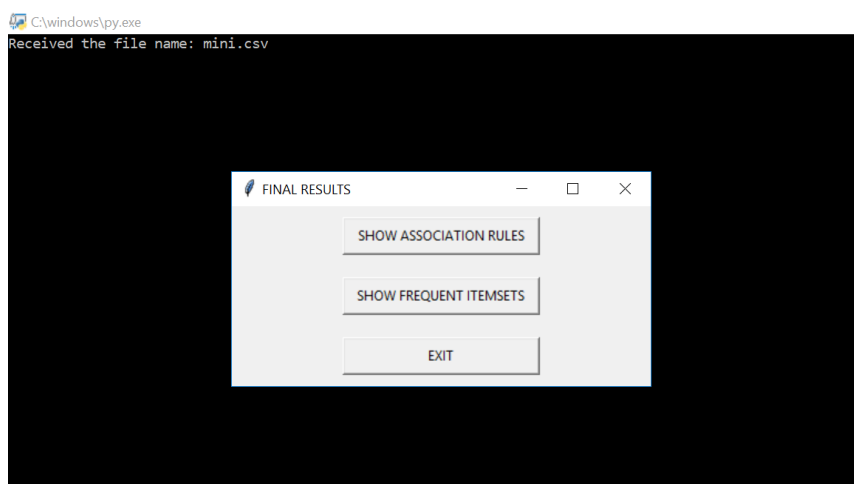 C:\windows\py.exe
Received the file name: mini.csv
FINAL RESULTS
SHOW ASSOCIATION RULES
SHOW FREQUENT ITEMSETS
EXIT